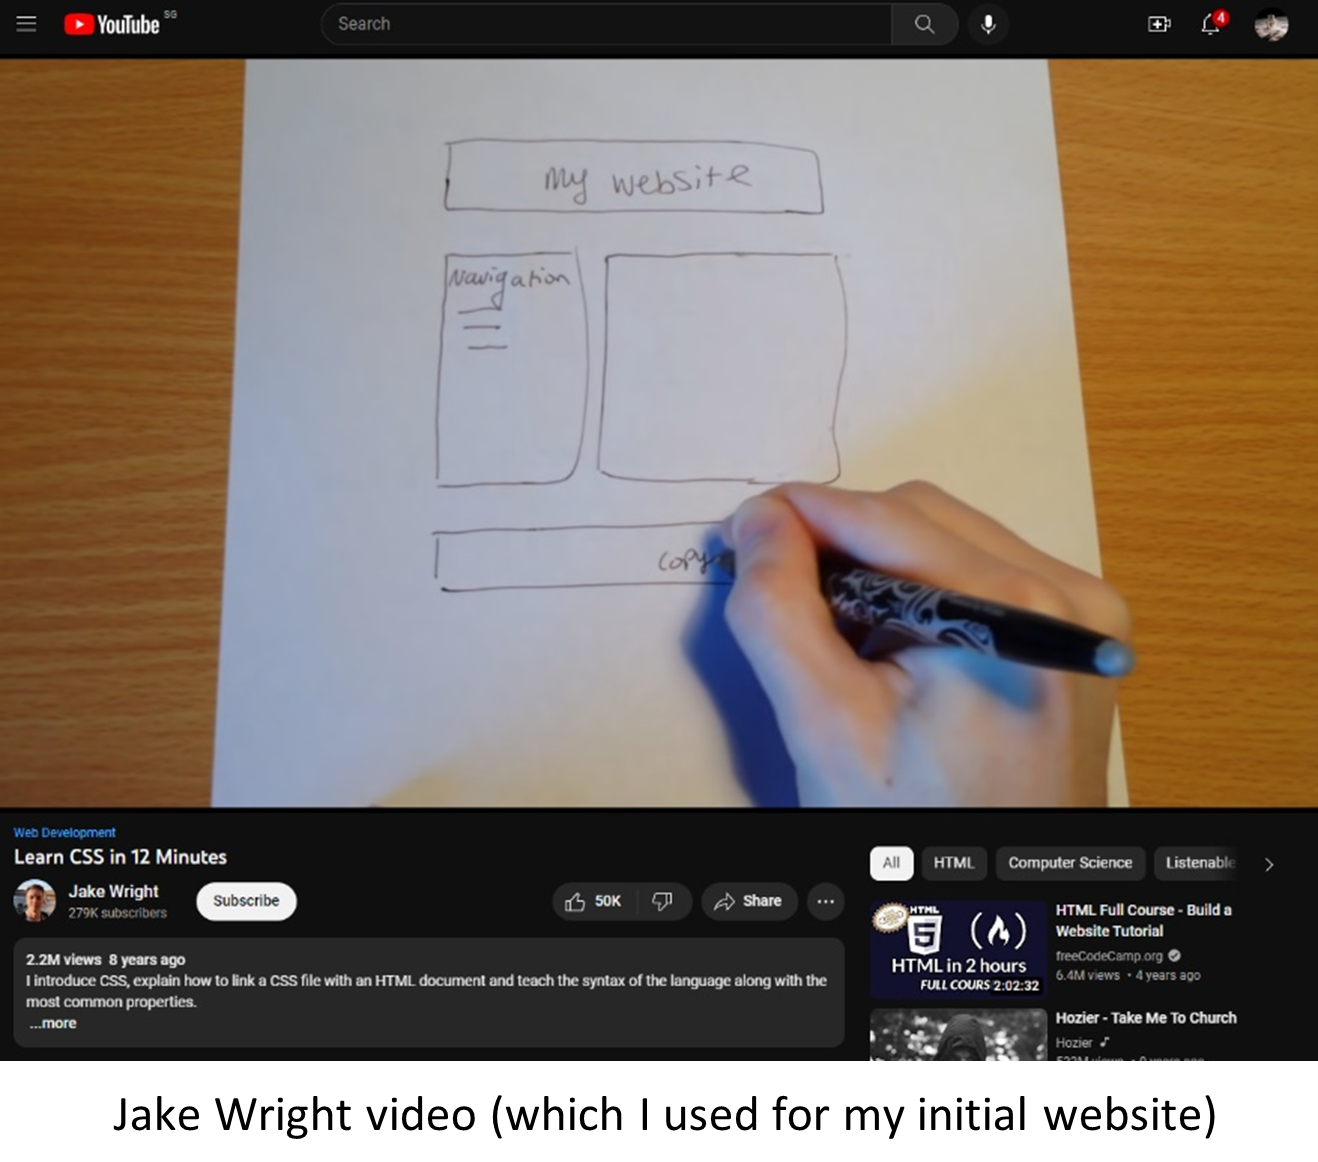 YouTube SG
Search
4
My website
Navigation
Copy
Web Development
Learn CSS in 12 Minutes
Jake Wright
279K subscribers
Subscribe
50K
Share
2.2M views 8 years ago
I introduce CSS, explain how to link a CSS file with an HTML document and teach the syntax of the language along with the
most common properties.
...more
All
HTML
Computer Science
Listenable
HTML
5
HTML in 2 hours
FULL COURS 2:02:32
HTML Full Course - Build a
Website Tutorial
freeCodeCamp.org
6.4M views • 4 years ago
Hozier - Take Me To Church
Hozier
Jake Wright video (which I used for my initial website)